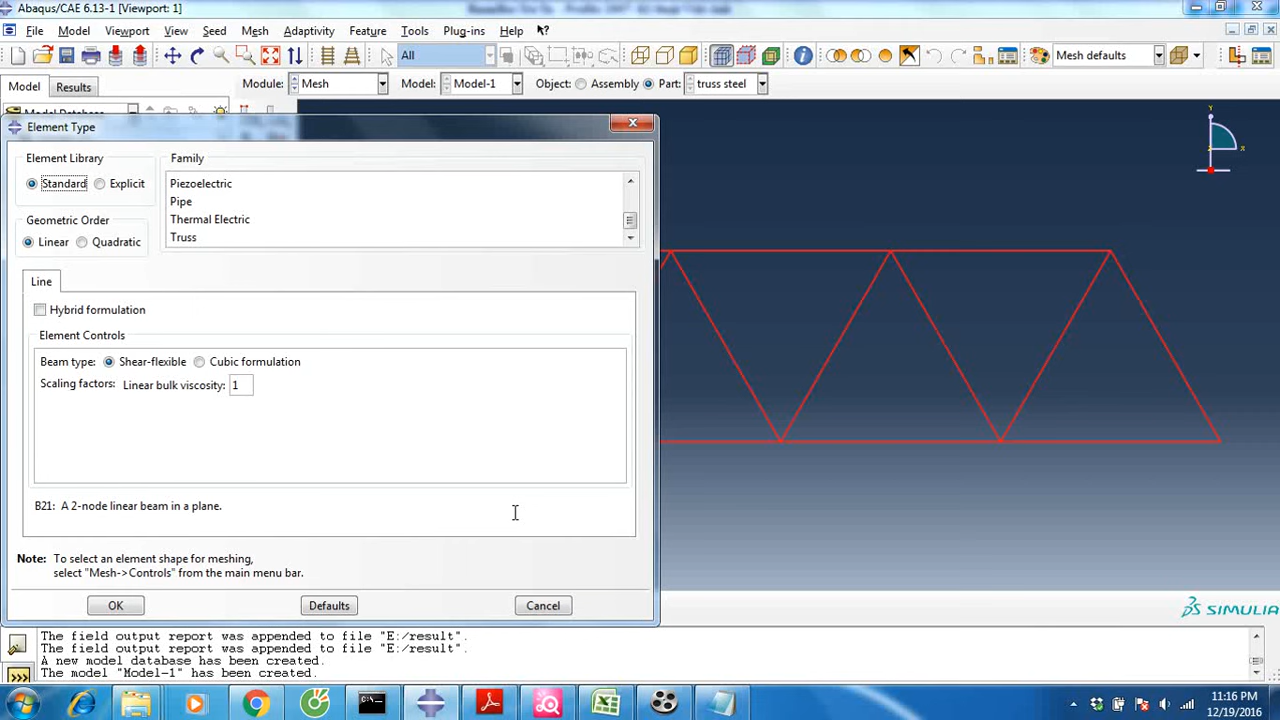 Abaqus/CAE 6.13-1 [Viewport: 1]
File Model Viewport View Seed Mesh Adaptivity Feature Tools Plug-ins Help
All
Mesh defaults
Model Results
Module: Mesh Model: Model-1 Object: Assembly Part: truss steel
Model Database
Element Type
Element Library
Standard Explicit
Geometric Order
Linear Quadratic
Family
Piezoelectric
Pipe
Thermal Electric
Truss
Line
Hybrid formulation
Element Controls
Beam type: Shear-flexible Cubic formulation
Scaling factors: Linear bulk viscosity: 1
B21: A 2-node linear beam in a plane.
Note: To select an element shape for meshing,
select "Mesh->Controls" from the main menu bar.
OK Defaults Cancel
Y
X
SIMULIA
The field output report was appended to file "E:/result".
The field output report was appended to file "E:/result".
A new model database has been created.
The model "Model-1" has been created.
>>>
11:16 PM
12/19/2016